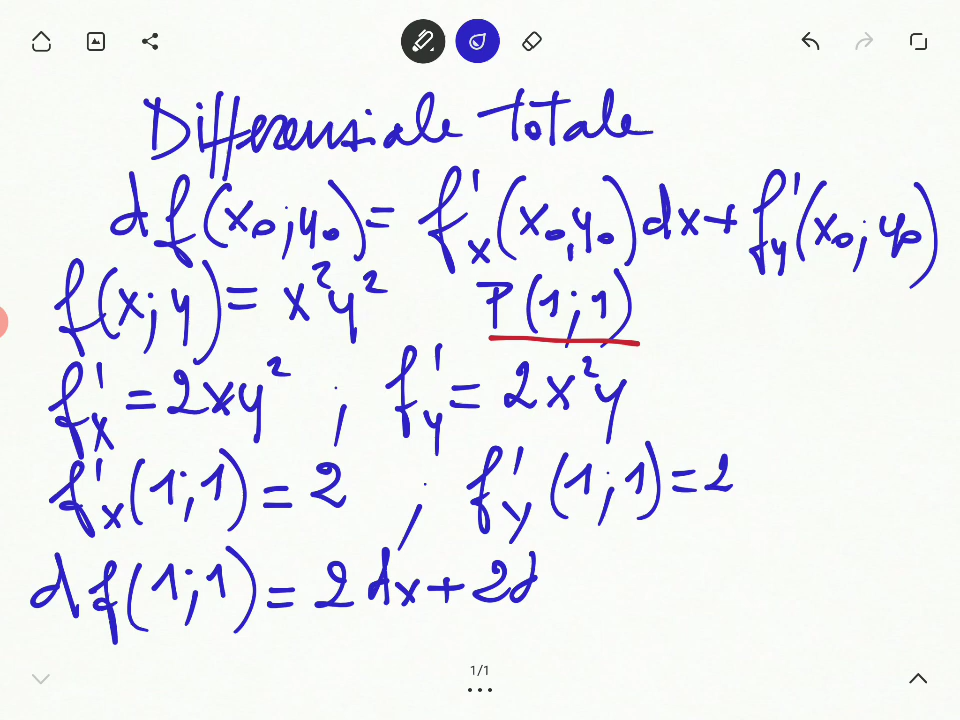 Differenziale totale
df(x₀;y₀) = f'ₓ(x₀,y₀)dx + f'ᵧ(x₀;y₀)
f(x;y) = x²y² P(1;1)
f'ₓ = 2xy² ; f'ᵧ = 2x²y
f'ₓ(1;1) = 2 ; f'ᵧ(1;1) = 2
df(1;1) = 2dx + 2d
1/1